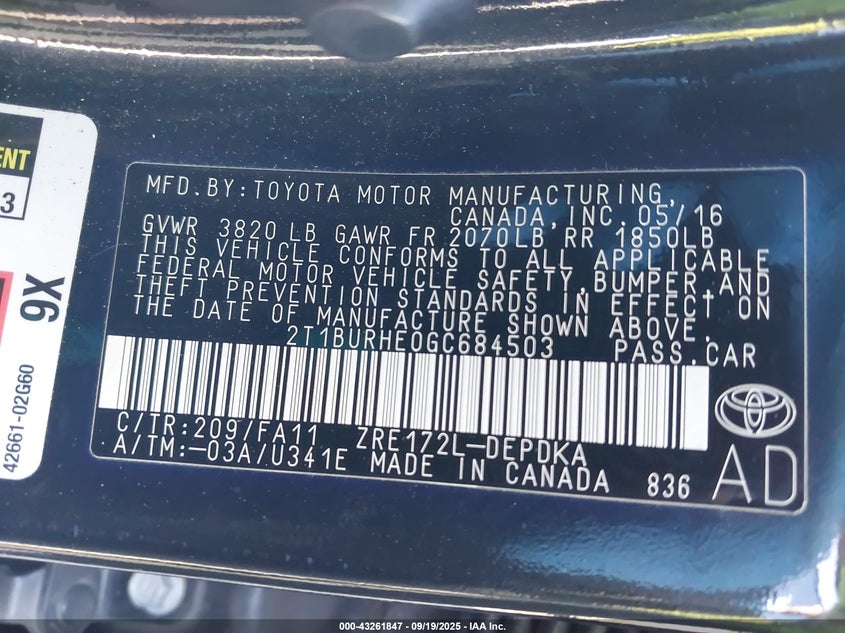 ENT
3
9X
42661-02G60
MFD.BY:TOYOTA MOTOR MANUFACTURING,
CANADA,INC.05/16
GVWR 3820 LB GAWR FR 2070LB RR 1850LB
THIS VEHICLE CONFORMS TO ALL APPLICABLE
FEDERAL MOTOR VEHICLE SAFETY,BUMPER,AND
THEFT PREVENTION STANDARDS IN EFFECT ON
THE DATE OF MANUFACTURE SHOWN ABOVE.
2T1BURHE0GC684503 PASS.CAR
C/TR:209/FA11 ZRE172L-DEPDKA
A/TM:-03A/U341E MADE IN CANADA 836 AD
000-43261847 - 09/19/2025 - IAA Inc.